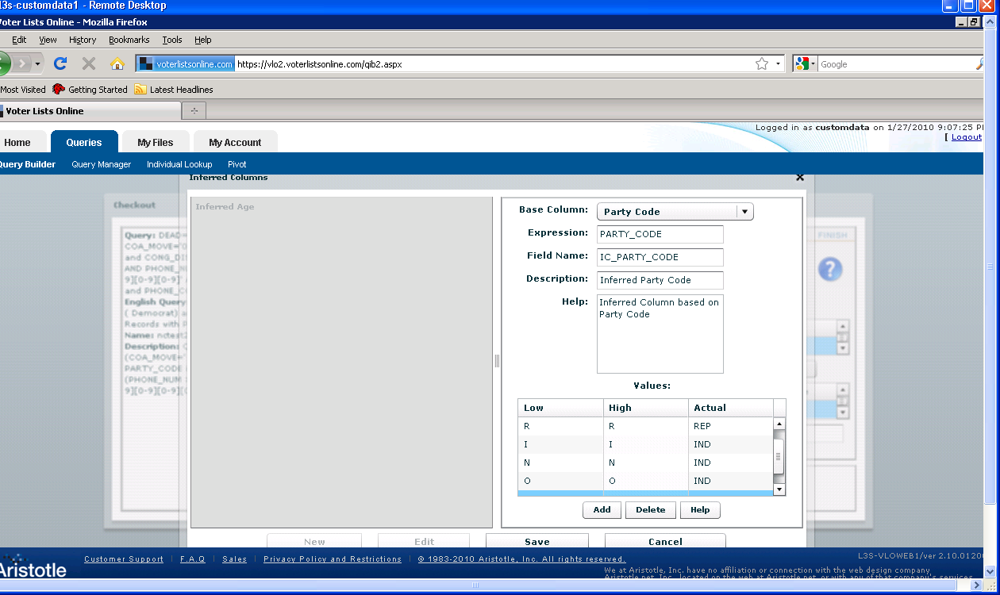 l3s-customdata1 - Remote Desktop
Voter Lists Online - Mozilla Firefox
Edit View History Bookmarks Tools Help
voterlistsonline.com https://vlo2.voterlistsonline.com/qib2.aspx
Google
Most Visited Getting Started Latest Headlines
Voter Lists Online
Logged in as customdata on 1/27/2010 9:07:25 P
[ Logout
Home Queries My Files My Account
Query Builder Query Manager Individual Lookup Pivot
Inferred Columns
Checkout
Inferred Age
Base Column: Party Code
Expression: PARTY_CODE
Field Name: IC_PARTY_CODE
Description: Inferred Party Code
Help: Inferred Column based on
Party Code
Query: DEAD=
COA_MOVE='
and CONG_DI
AND PHONE_N
9][0-9][0-9]'
and PHONE_C
English Query
( Democrat) a
Records with
Name: nctest
Description:
(COA_MOVE='
PARTY_CODE
(PHONE_NUM
9][0-9][0-9][
FINISH
?
Values:
Low High Actual
R R REP
I I IND
N N IND
O O IND
Add Delete Help
New Edit Save Cancel
Aristotle
Customer Support F.A.Q Sales Privacy Policy and Restrictions © 1983-2010 Aristotle, Inc. All rights reserved.
L3S-VLOWEB1/ver 2.10.0120
We at Aristotle, Inc. have no affiliation or connection with the web design company
Aristotle.net, Inc., located on the web at Aristotle.net, or with any of that company's services